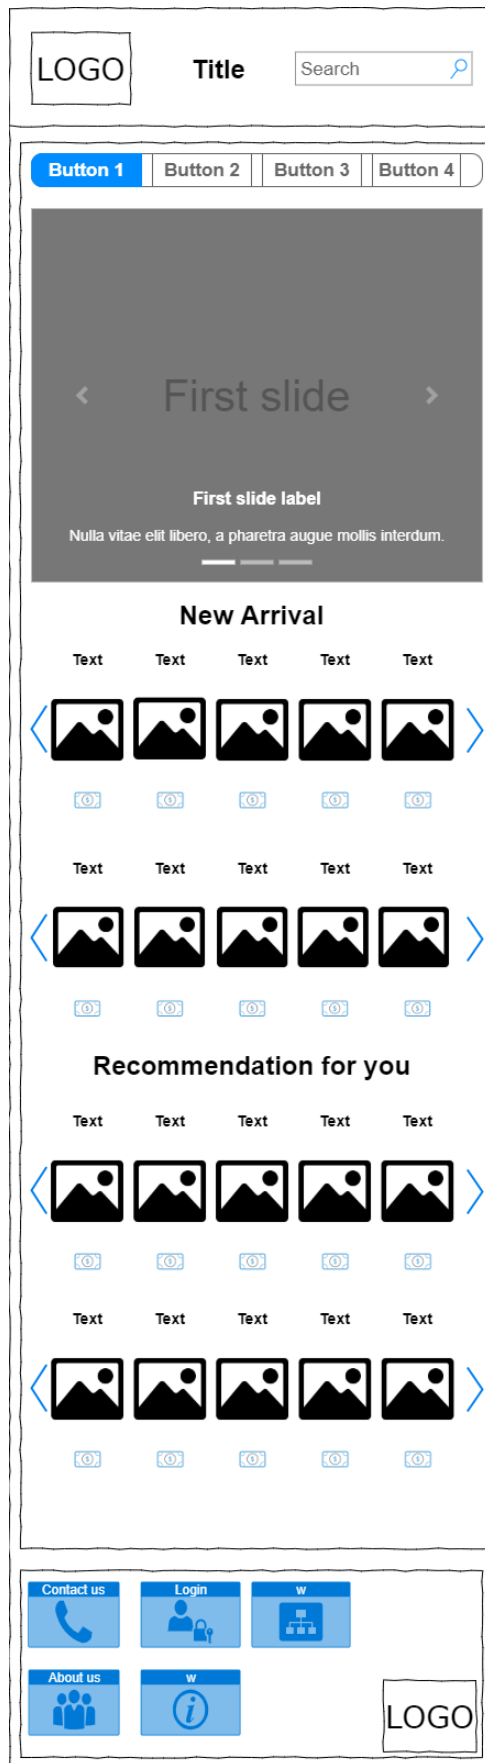 LOGO
Title
Search
Button 1 Button 2 Button 3 Button 4
First slide
First slide label
Nulla vitae elit libero, a pharetra augue mollis interdum.
New Arrival
Text Text Text Text Text
Text Text Text Text Text
Recommendation for you
Text Text Text Text Text
Text Text Text Text Text
Contact us Login w
About us w
LOGO